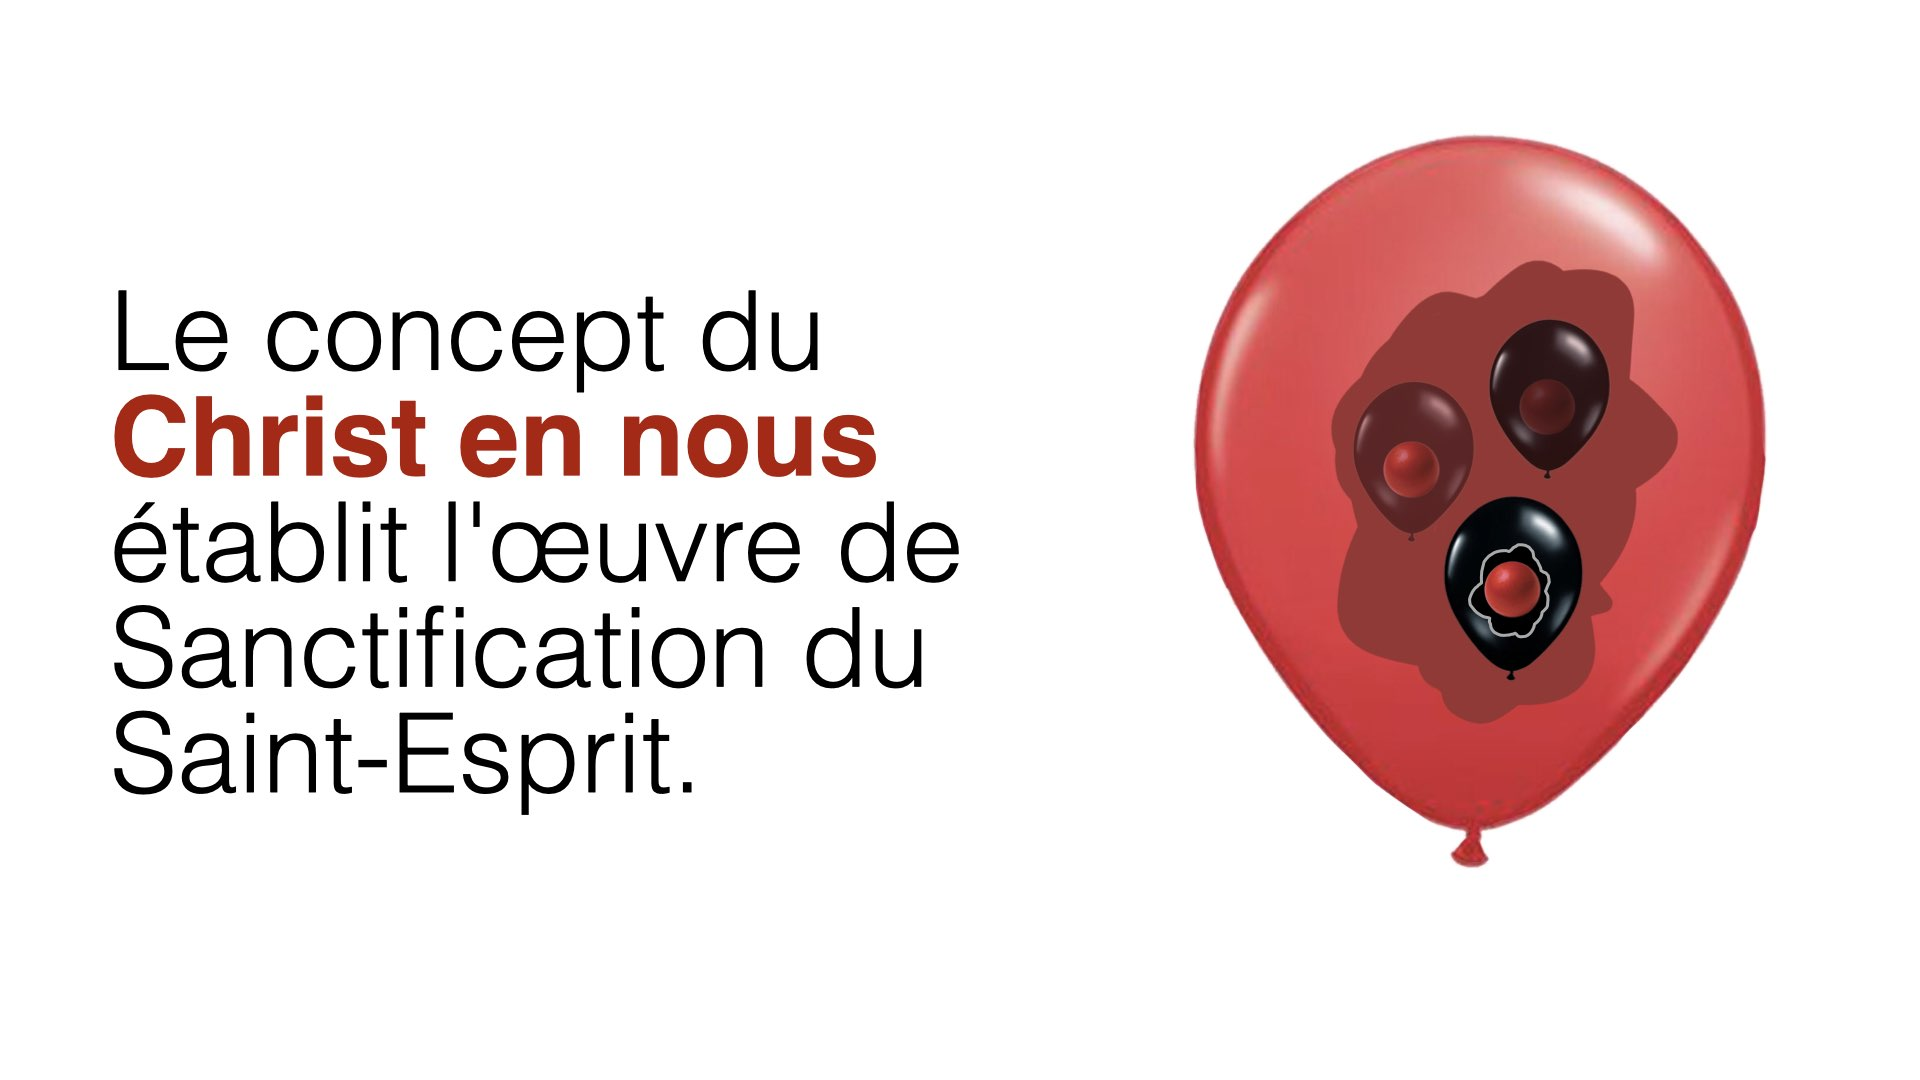 Le concept du
Christ en nous
établit l'œuvre de
Sanctification du
Saint-Esprit.